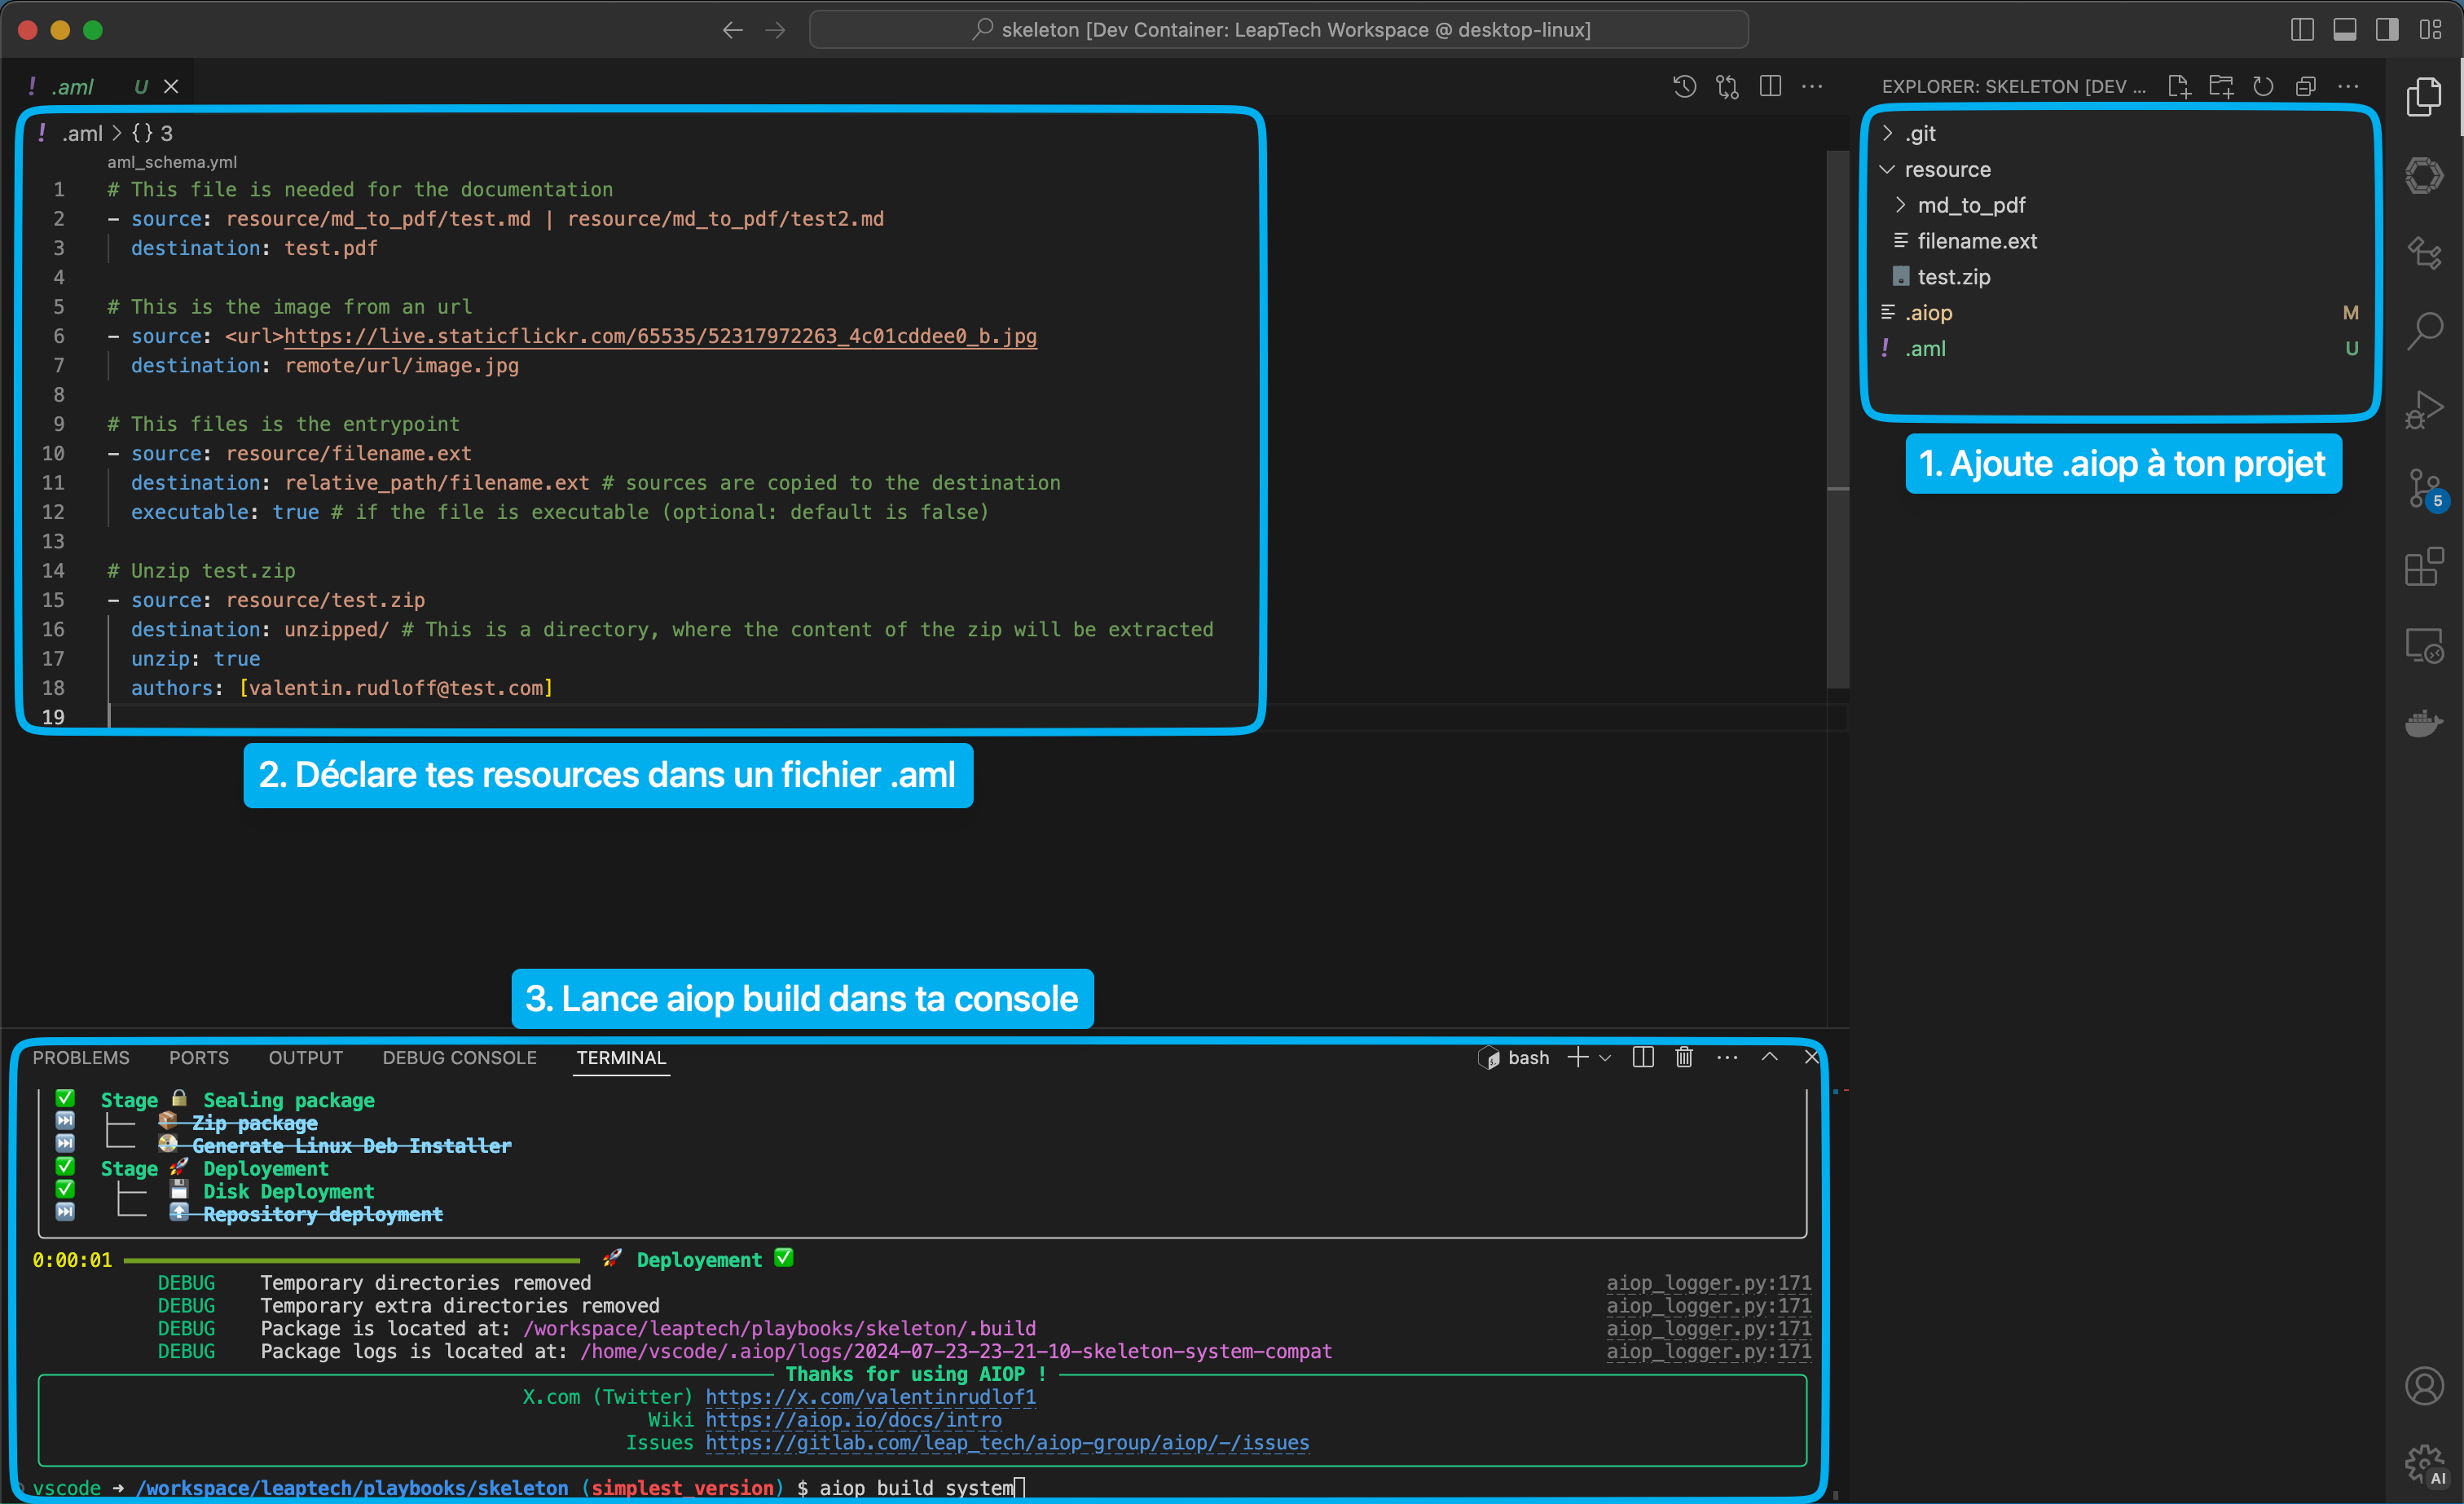 skeleton [Dev Container: LeapTech Workspace @ desktop-linux]
! .aml U
! .aml > {} 3
aml_schema.yml
1 # This file is needed for the documentation
2 - source: resource/md_to_pdf/test.md | resource/md_to_pdf/test2.md
3 destination: test.pdf
4
5 # This is the image from an url
6 - source: <url>https://live.staticflickr.com/65535/52317972263_4c01cddee0_b.jpg
7 destination: remote/url/image.jpg
8
9 # This files is the entrypoint
10 - source: resource/filename.ext
11 destination: relative_path/filename.ext # sources are copied to the destination
12 executable: true # if the file is executable (optional: default is false)
13
14 # Unzip test.zip
15 - source: resource/test.zip
16 destination: unzipped/ # This is a directory, where the content of the zip will be extracted
17 unzip: true
18 authors: [valentin.rudloff@test.com]
19
2. Déclare tes resources dans un fichier .aml
EXPLORER: SKELETON [DEV ...
.git
resource
md_to_pdf
filename.ext
test.zip
.aiop M
! .aml U
1. Ajoute .aiop à ton projet
5
3. Lance aiop build dans ta console
PROBLEMS PORTS OUTPUT DEBUG CONSOLE TERMINAL
bash
Stage Sealing package
Zip package
Generate Linux Deb Installer
Stage Deployement
Disk Deployment
Repository deployment
0:00:01 Deployement
DEBUG Temporary directories removed aiop_logger.py:171
DEBUG Temporary extra directories removed aiop_logger.py:171
DEBUG Package is located at: /workspace/leaptech/playbooks/skeleton/.build aiop_logger.py:171
DEBUG Package logs is located at: /home/vscode/.aiop/logs/2024-07-23-23-21-10-skeleton-system-compat aiop_logger.py:171
Thanks for using AIOP !
X.com (Twitter) https://x.com/valentinrudlof1
Wiki https://aiop.io/docs/intro
Issues https://gitlab.com/leap_tech/aiop-group/aiop/-/issues
vscode ➜ /workspace/leaptech/playbooks/skeleton (simplest_version) $ aiop build system
AI